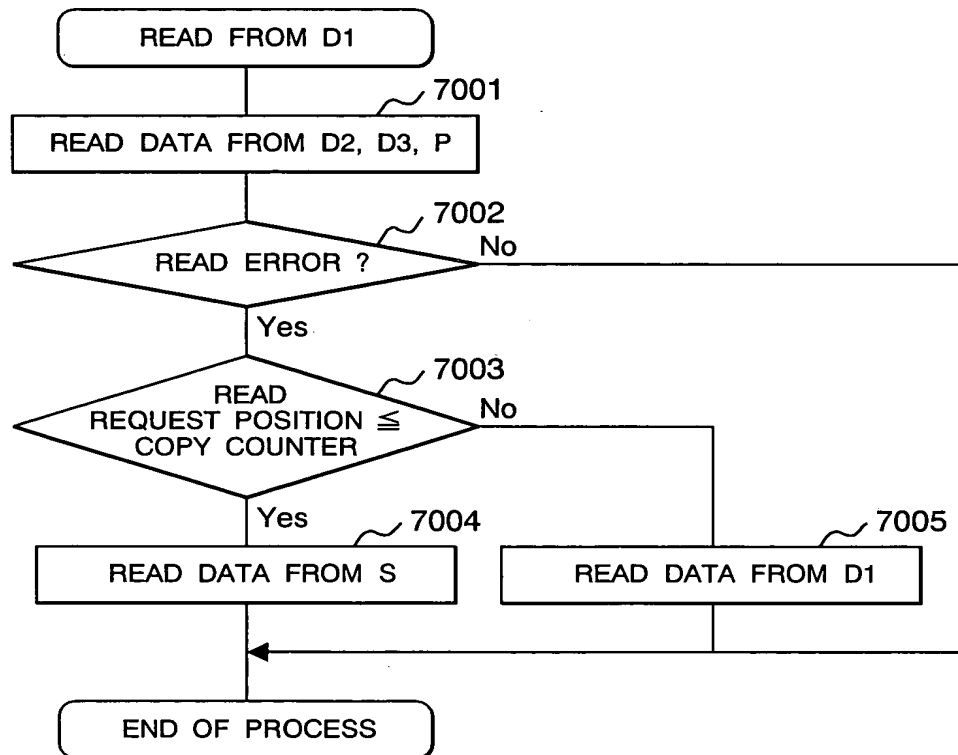 READ FROM D1
7001
READ DATA FROM D2, D3, P
7002
READ ERROR ?
No
Yes
7003
READ
REQUEST POSITION ≦
COPY COUNTER
No
Yes
7004
READ DATA FROM S
7005
READ DATA FROM D1
END OF PROCESS